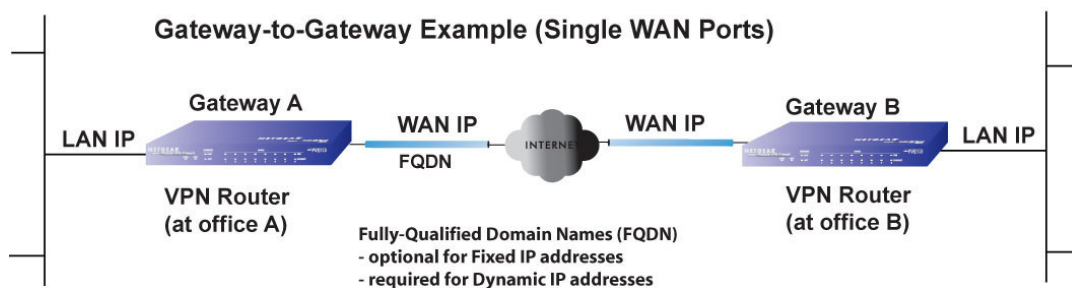 Gateway-to-Gateway Example (Single WAN Ports)
Gateway A
Gateway B
LAN IP
WAN IP
WAN IP
LAN IP
FQDN
INTERNET
NETGEAR
NETGEAR
VPN Router
(at office A)
VPN Router
(at office B)
Fully-Qualified Domain Names (FQDN)
- optional for Fixed IP addresses
- required for Dynamic IP addresses